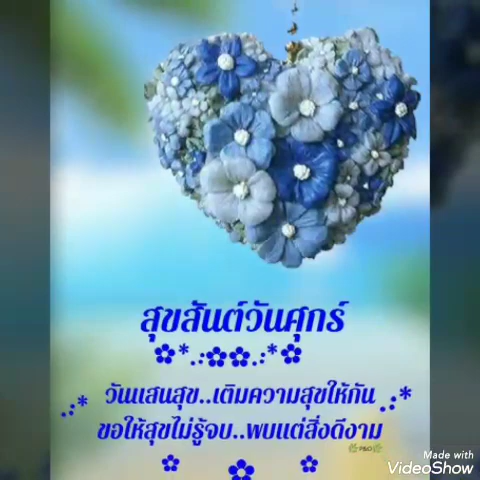 สุขสันต์วันศุกร์
วันแสนสุข..เติมความสุขให้กัน
ขอให้สุขไม่รู้จบ..พบแต่สิ่งดีงาม
Made with
VideoShow